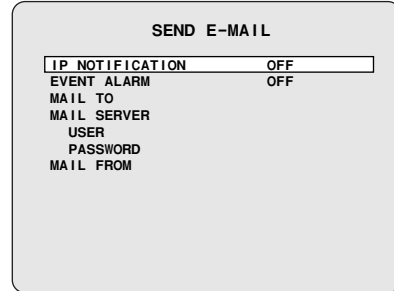 SEND E-MAIL
IP NOTIFICATION OFF
EVENT ALARM OFF
MAIL TO
MAIL SERVER
USER
PASSWORD
MAIL FROM